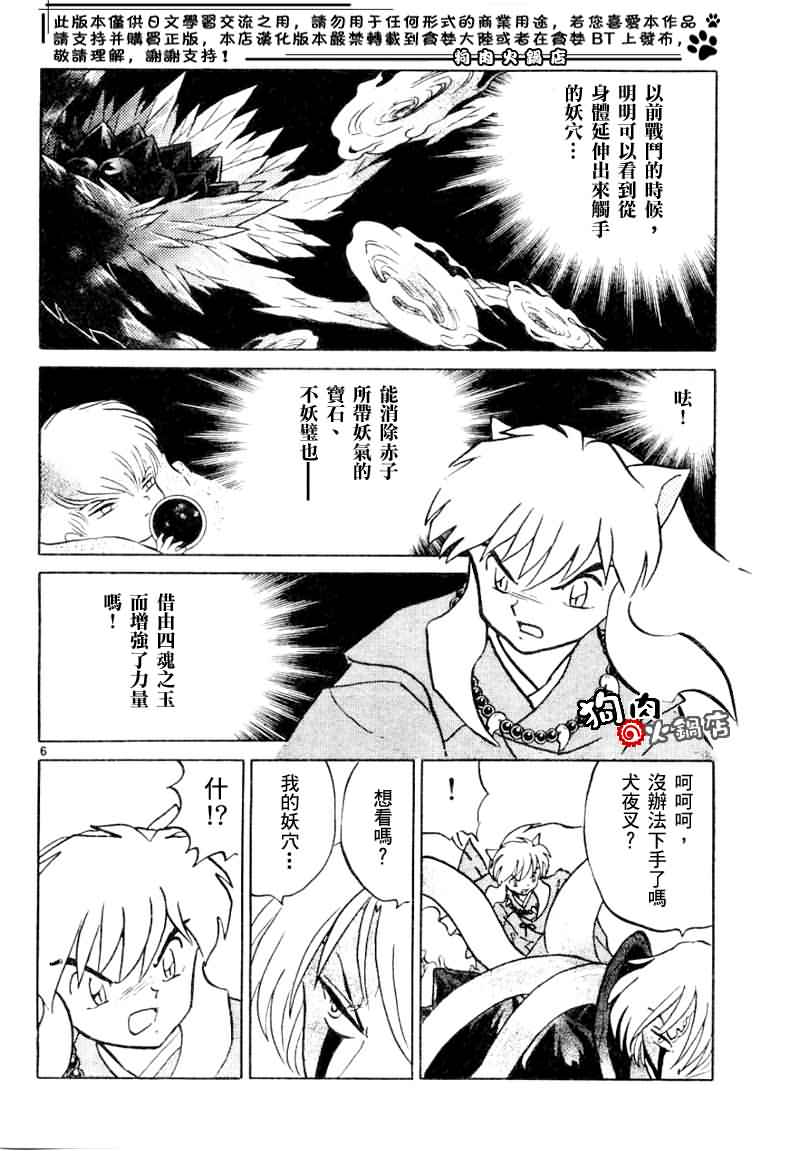 此版本僅供日文學習交流之用，請勿用于任何形式的商業用途，若您喜愛本作品
請支持并購買正版，本店漢化版本嚴禁轉載到貪婪大陸或者在貪婪BT上發布，
敬請理解，謝謝支持！
狗肉火鍋店
以前戰鬥的時候，
明明可以看到從
身體延伸出來觸手
的妖穴…
呿！
能消除赤子
所帶妖氣的
寶石、
不妖璧也──
借由四魂之玉
而增強了力量
嗎！
狗肉
火鍋店
6
呵呵呵，
沒辦法下手了嗎
犬夜叉？
！
想看嗎？
我的妖穴…
什！？